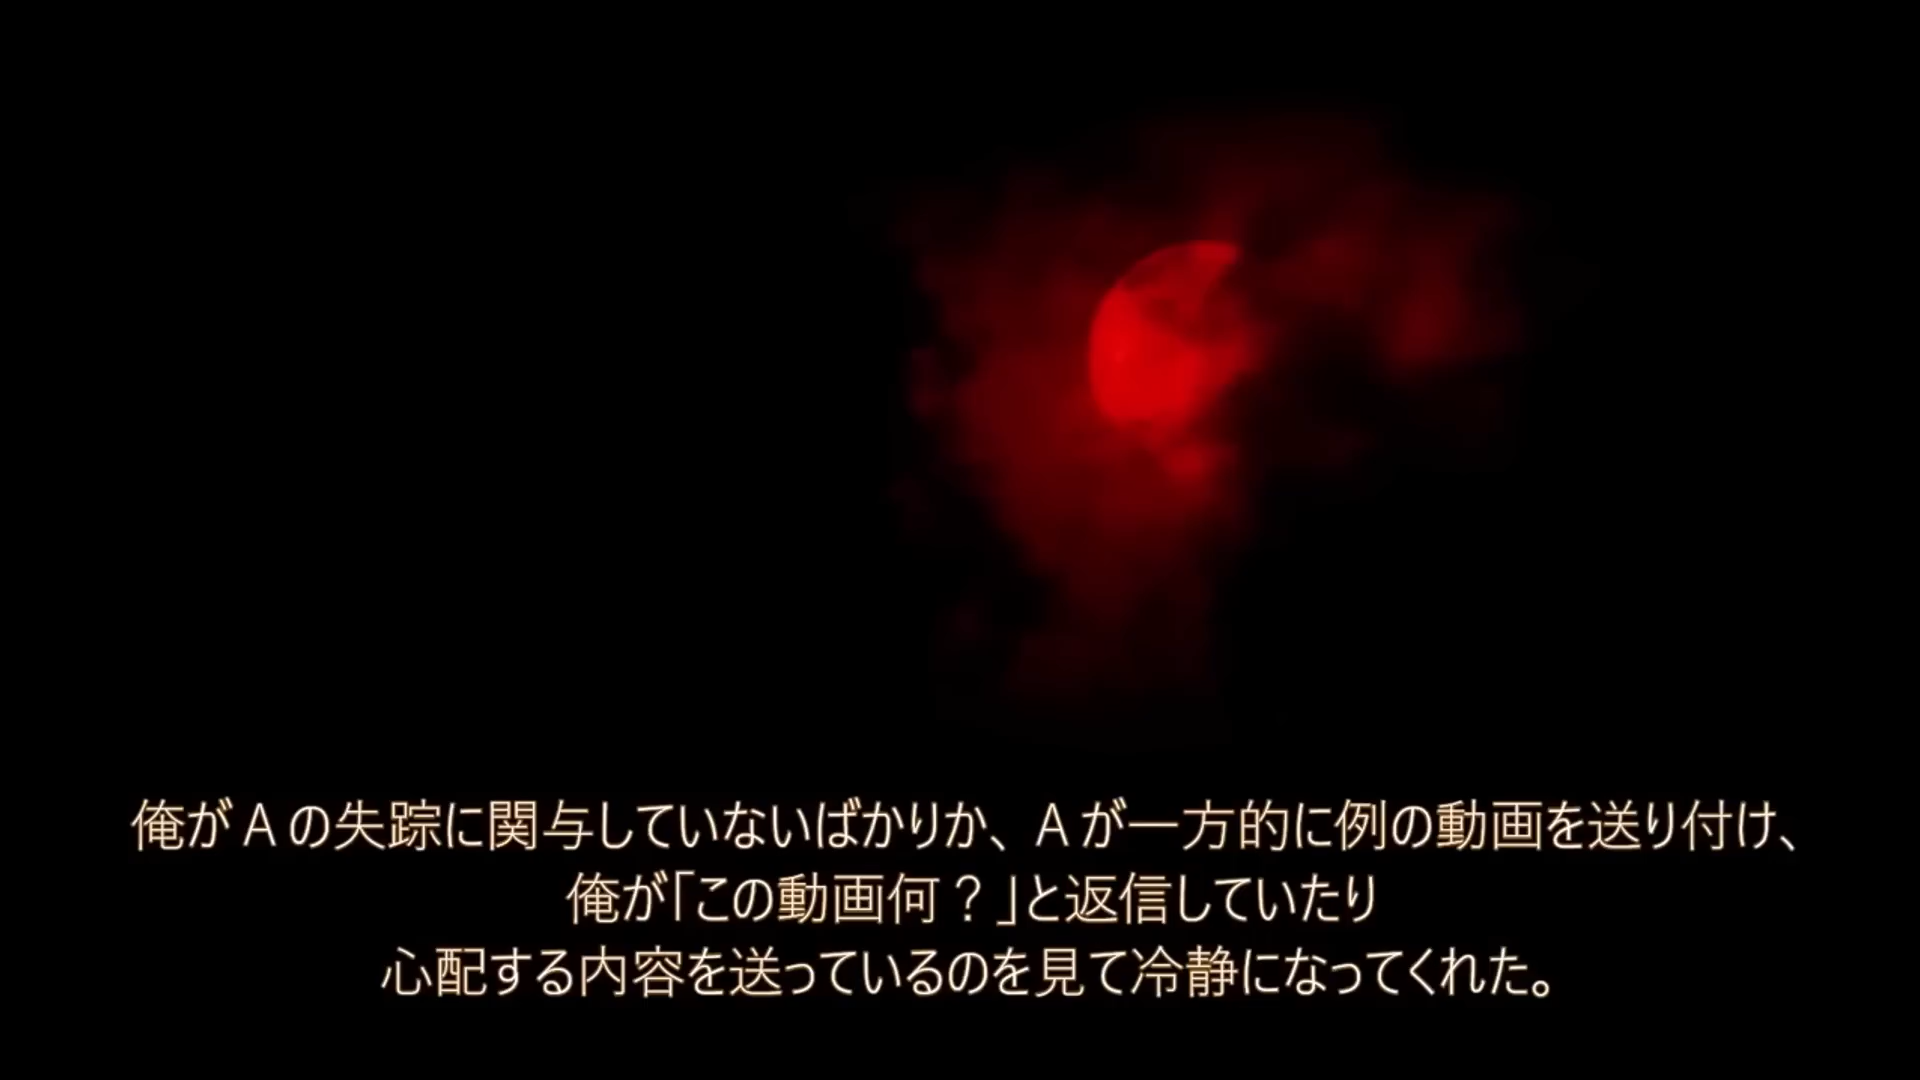 俺がAの失踪に関与していないばかりか、Aが一方的に例の動画を送り付け、
俺が「この動画何？」と返信していたり
心配する内容を送っているのを見て冷静になってくれた。